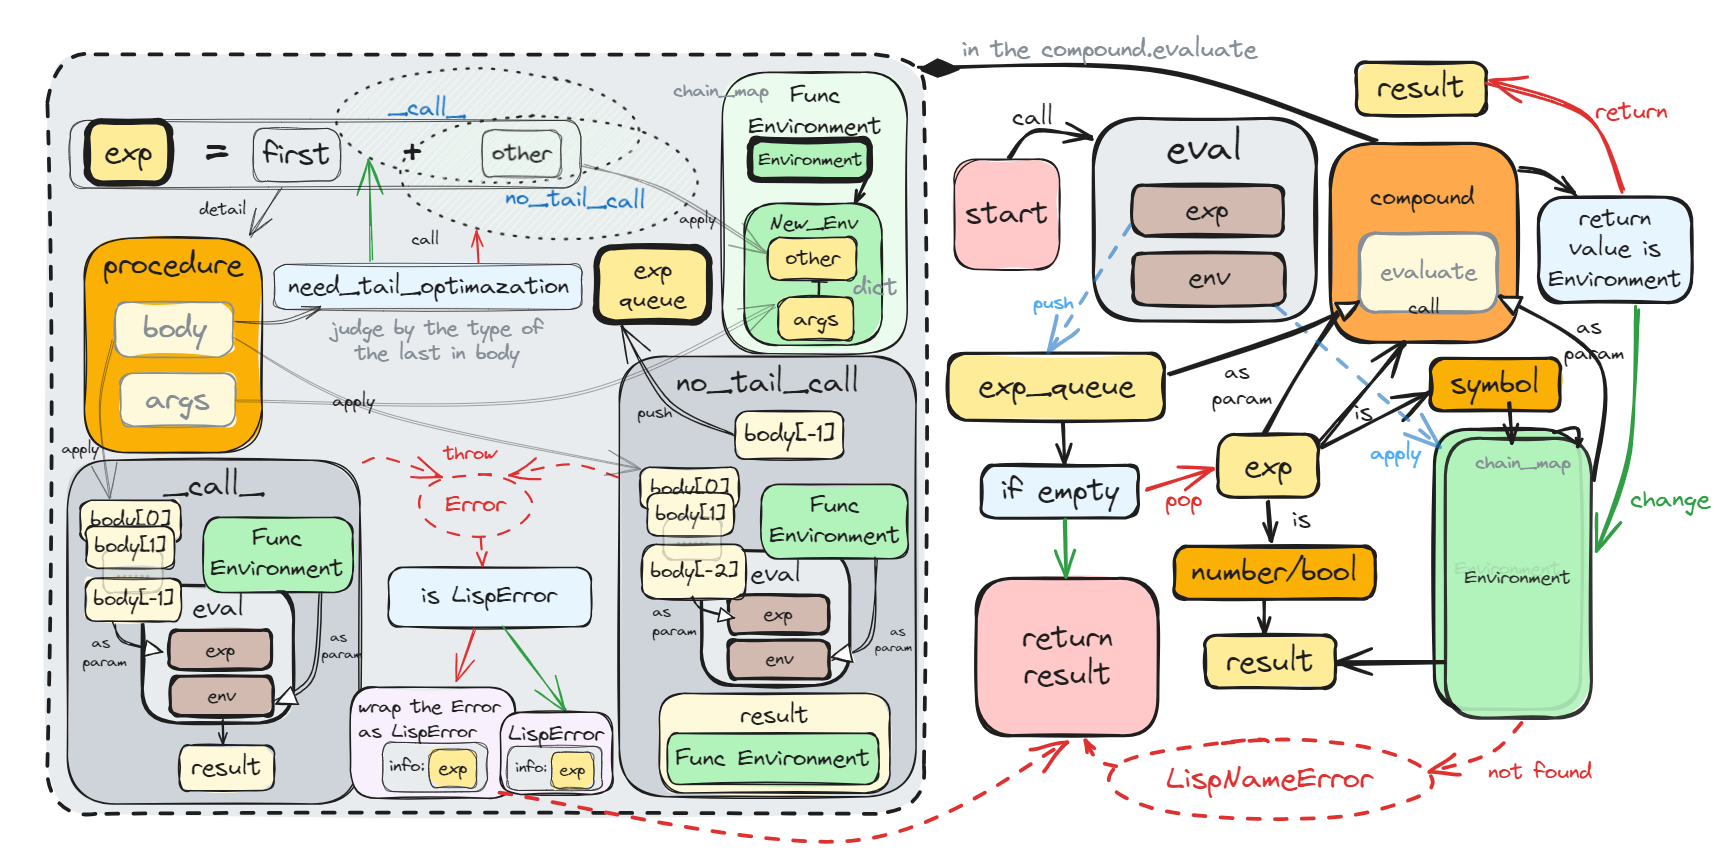 in the compound.evaluate
chain_map
Func
Environment
Environment
New_Env
other
dict
args
_call_
exp
=
first
+
other
no_tail_call
detail
call
apply
procedure
body
args
need_tail_optimazation
judge by the type of
the last in body
exp
queue
apply
apply
push
no_tail_call
body[-1]
body[0]
body[1]
......
body[-2]
Func
Environment
eval
exp
env
as
param
as
param
result
Func Environment
throw
Error
is LispError
wrap the Error
as LispError
info:
exp
LispError
info:
exp
_call_
body[0]
body[1]
......
body[-1]
Func
Environment
eval
exp
env
as
param
as
param
result
call
start
eval
exp
env
push
exp_queue
if empty
pop
return
result
result
return
compound
evaluate
call
return
value is
Environment
as
param
as
param
is
symbol
exp
apply
is
number/bool
result
chain_map
Environment
Environment
change
not found
LispNameError